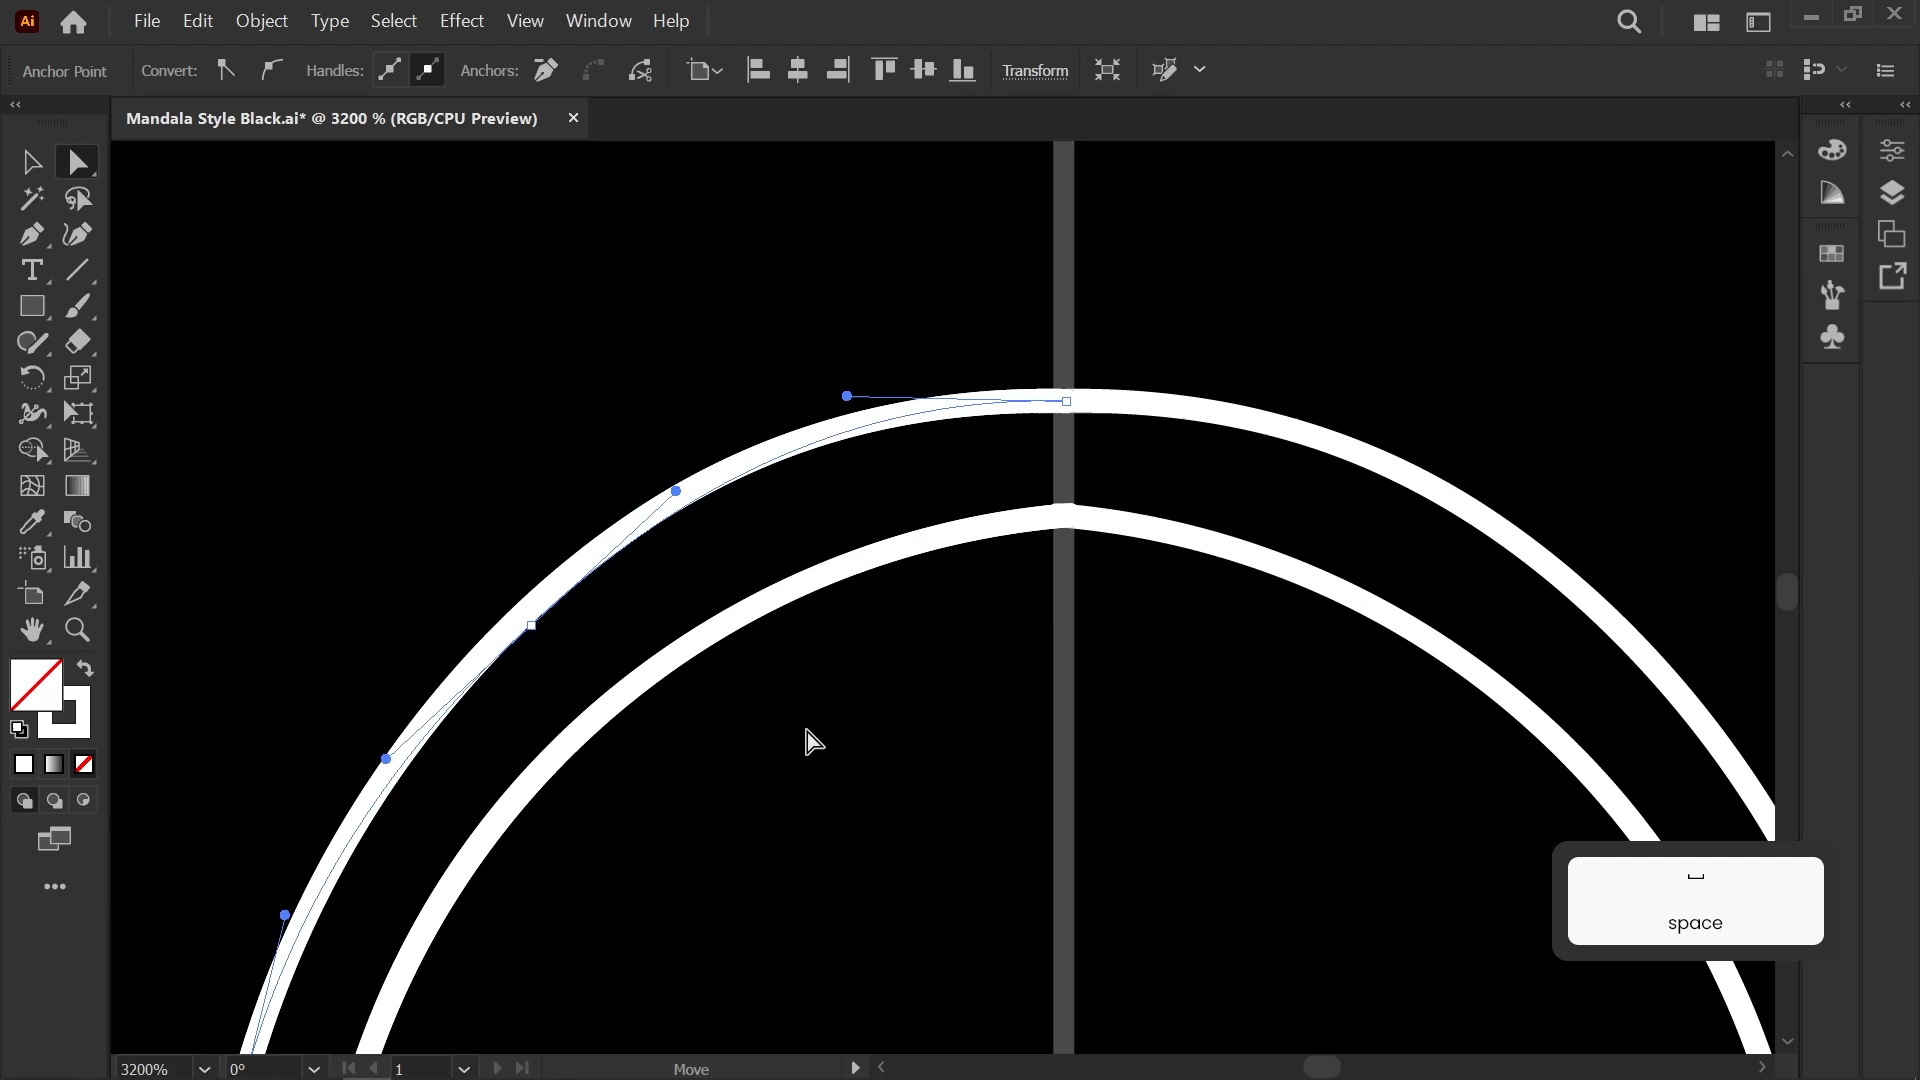 Ai File Edit Object Type Select Effect View Window Help
Anchor Point Convert: Handles: Anchors: Transform
Mandala Style Black.ai* @ 3200 % (RGB/CPU Preview)
space
3200% 0° 1 Move